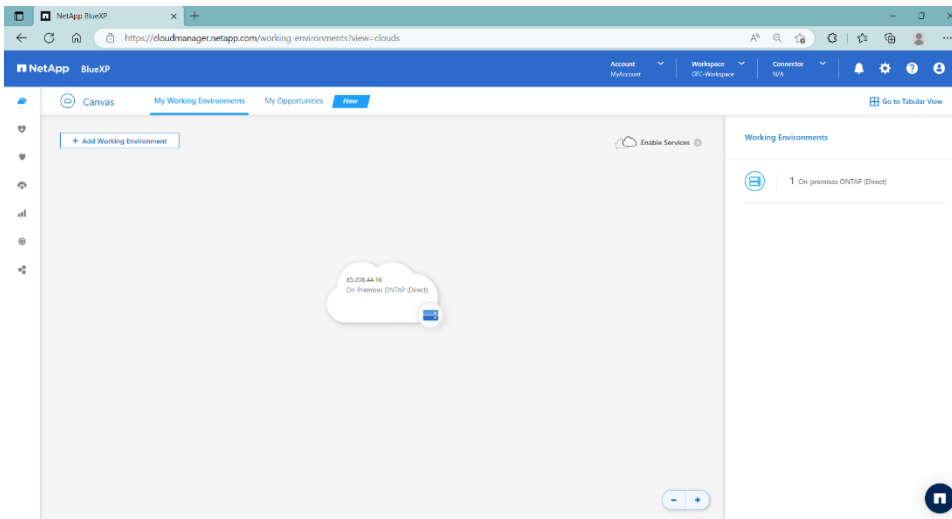 NetApp BlueXP
https://cloudmanager.netapp.com/working-environments?view=clouds
NetApp BlueXP
Account
MyAccount
Workspace
GTC-Workspace
Connector
N/A
Canvas
My Working Environments
My Opportunities
New
Go to Tabular View
+ Add Working Environment
Enable Services
Working Environments
1 On-premises ONTAP (Direct)
35.208.44.16
On-Premises ONTAP (Direct)